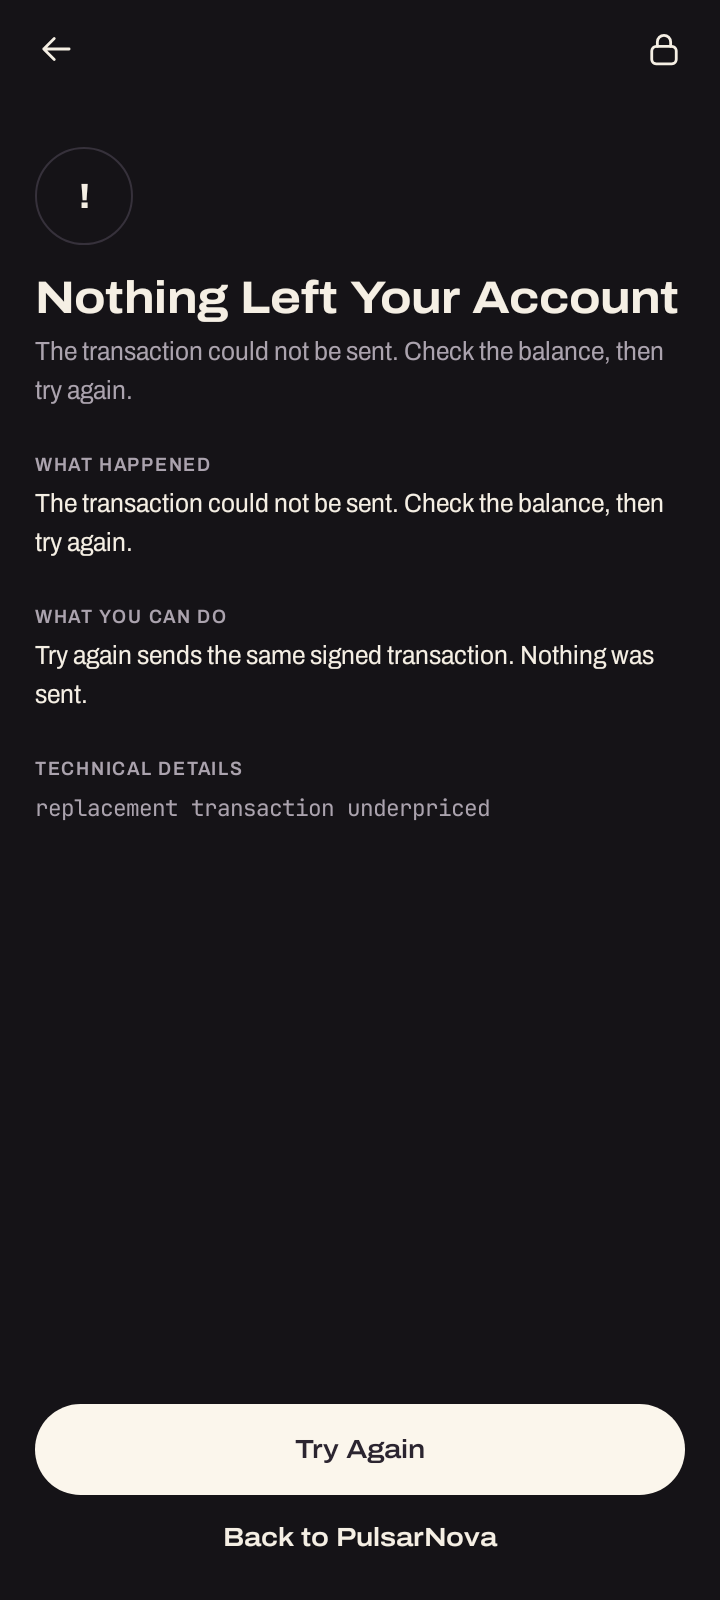 !
Nothing Left Your Account
The transaction could not be sent. Check the balance, then
try again.
WHAT HAPPENED
The transaction could not be sent. Check the balance, then
try again.
WHAT YOU CAN DO
Try again sends the same signed transaction. Nothing was
sent.
TECHNICAL DETAILS
replacement transaction underpriced
Try Again
Back to PulsarNova